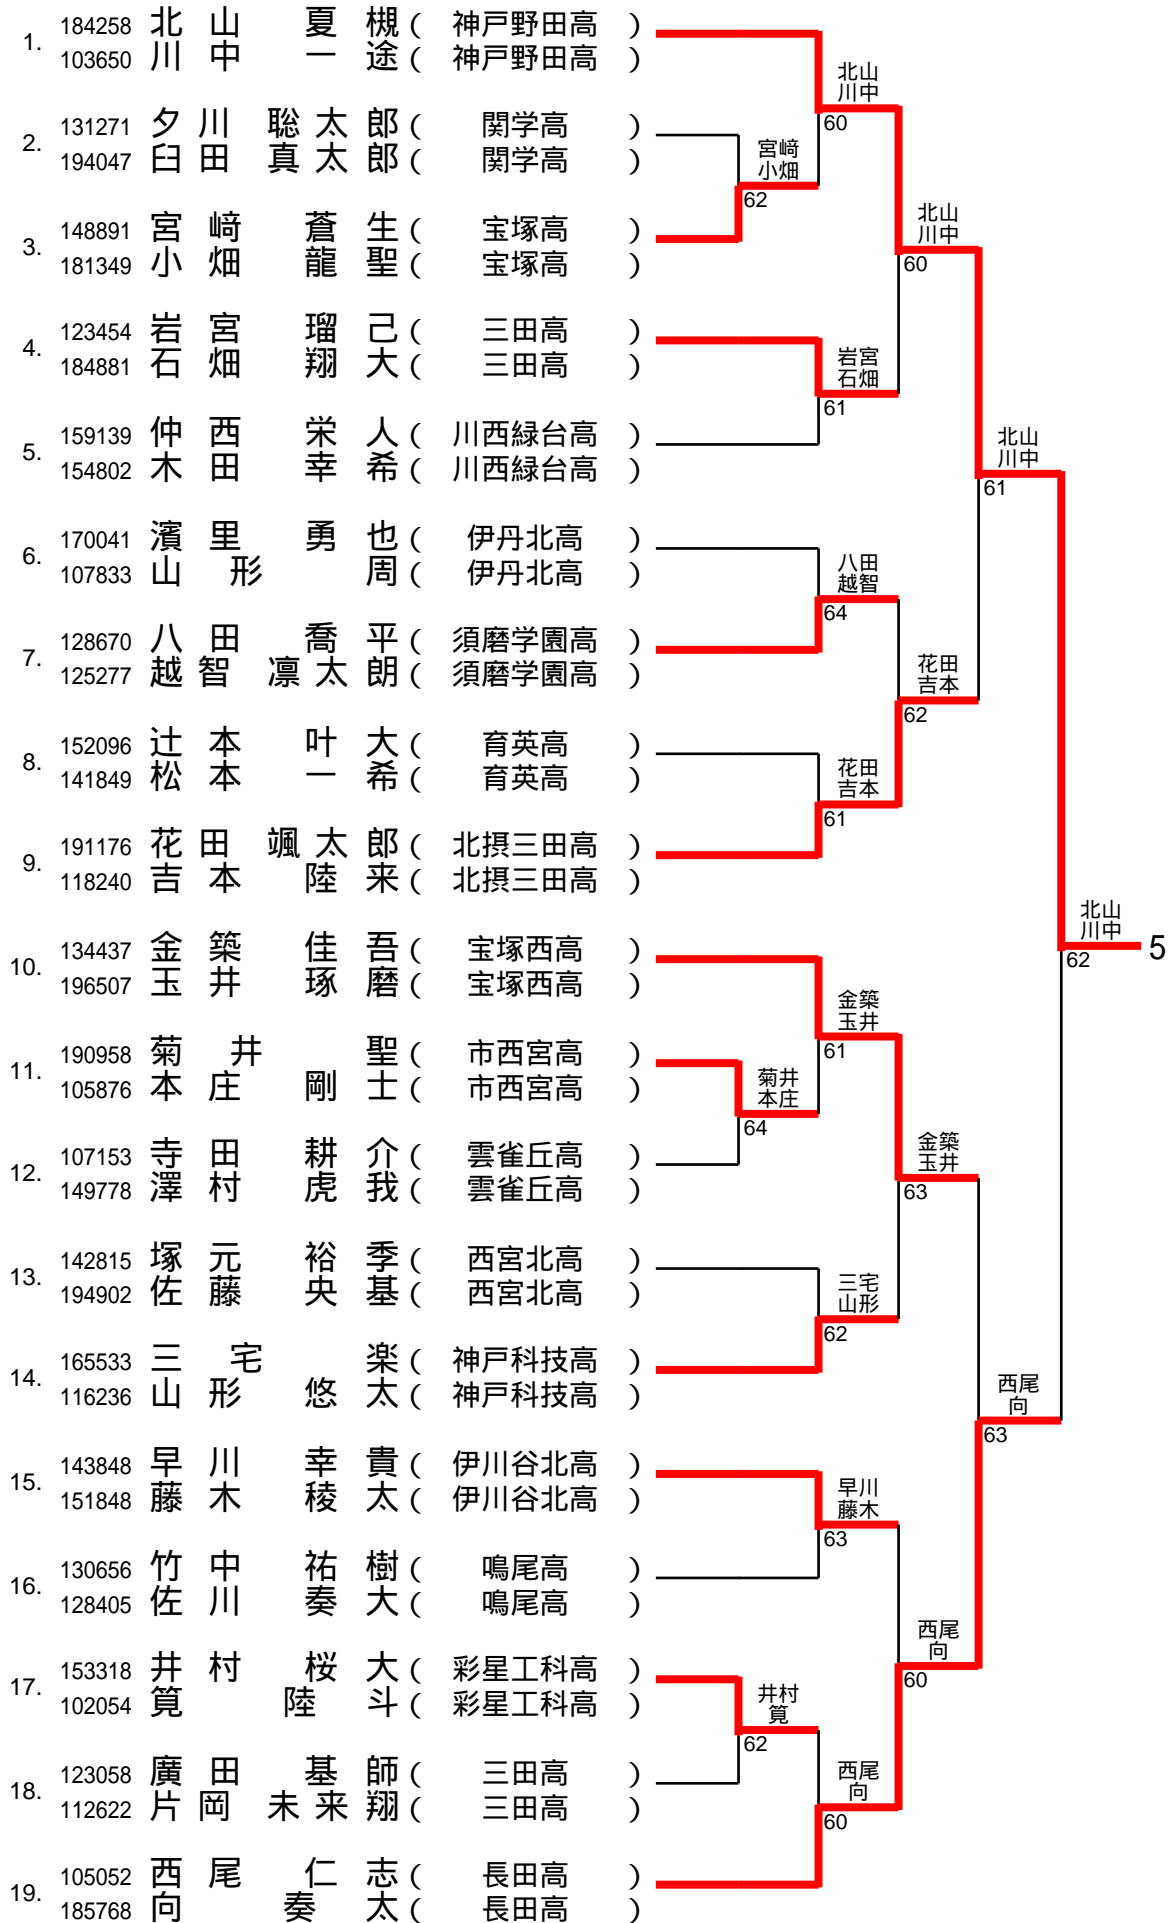 1. 184258 北山 夏槻 ( 神戸野田高 )
103650 川中 一途 ( 神戸野田高 )
2. 131271 夕川 聡太郎 ( 関学高 )
194047 臼田 真太郎 ( 関学高 )
3. 148891 宮﨑 蒼生 ( 宝塚高 )
181349 小畑 龍聖 ( 宝塚高 )
4. 123454 岩宮 瑠己 ( 三田高 )
184881 石畑 翔大 ( 三田高 )
5. 159139 仲西 栄人 ( 川西緑台高 )
154802 木田 幸希 ( 川西緑台高 )
6. 170041 濱里 勇也 ( 伊丹北高 )
107833 山形 周 ( 伊丹北高 )
7. 128670 八田 喬平 ( 須磨学園高 )
125277 越智 凛太朗 ( 須磨学園高 )
8. 152096 辻本 叶大 ( 育英高 )
141849 松本 一希 ( 育英高 )
9. 191176 花田 颯太郎 ( 北摂三田高 )
118240 吉本 陸来 ( 北摂三田高 )
10. 134437 金築 佳吾 ( 宝塚西高 )
196507 玉井 琢磨 ( 宝塚西高 )
11. 190958 菊井 聖 ( 市西宮高 )
105876 本庄 剛士 ( 市西宮高 )
12. 107153 寺田 耕介 ( 雲雀丘高 )
149778 澤村 虎我 ( 雲雀丘高 )
13. 142815 塚元 裕季 ( 西宮北高 )
194902 佐藤 央基 ( 西宮北高 )
14. 165533 三宅 楽 ( 神戸科技高 )
116236 山形 悠太 ( 神戸科技高 )
15. 143848 早川 幸貴 ( 伊川谷北高 )
151848 藤木 稜太 ( 伊川谷北高 )
16. 130656 竹中 祐樹 ( 鳴尾高 )
128405 佐川 奏大 ( 鳴尾高 )
17. 153318 井村 桜大 ( 彩星工科高 )
102054 筧 陸斗 ( 彩星工科高 )
18. 123058 廣田 基師 ( 三田高 )
112622 片岡 未来翔 ( 三田高 )
19. 105052 西尾 仁志 ( 長田高 )
185768 向 奏太 ( 長田高 )
宮﨑
小畑
62
菊井
本庄
64
井村
筧
62
北山
川中
60
岩宮
石畑
61
八田
越智
64
花田
吉本
61
金築
玉井
61
三宅
山形
62
早川
藤木
63
西尾
向
60
北山
川中
60
花田
吉本
62
金築
玉井
63
西尾
向
60
北山
川中
61
西尾
向
63
北山
川中
62
5